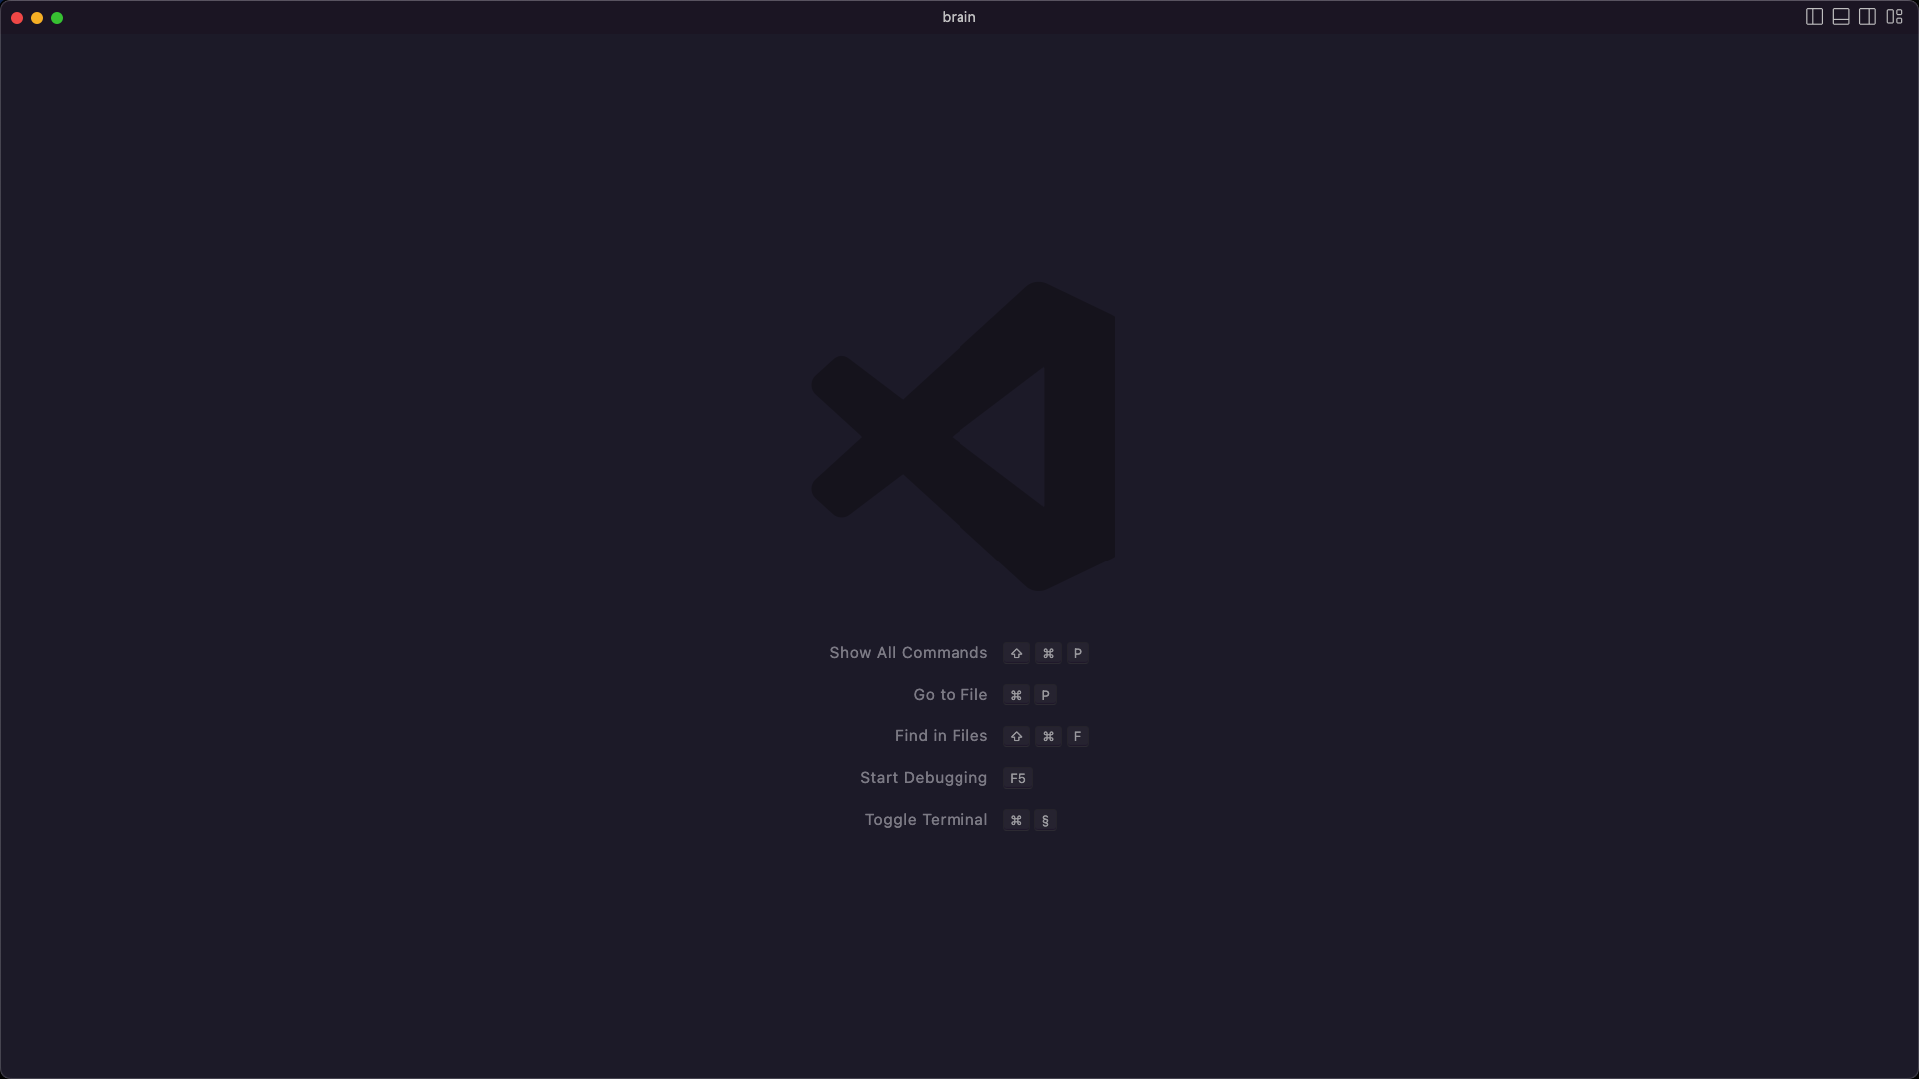 brain
Show All Commands ⇧ ⌘ P
Go to File ⌘ P
Find in Files ⇧ ⌘ F
Start Debugging F5
Toggle Terminal ⌘ §